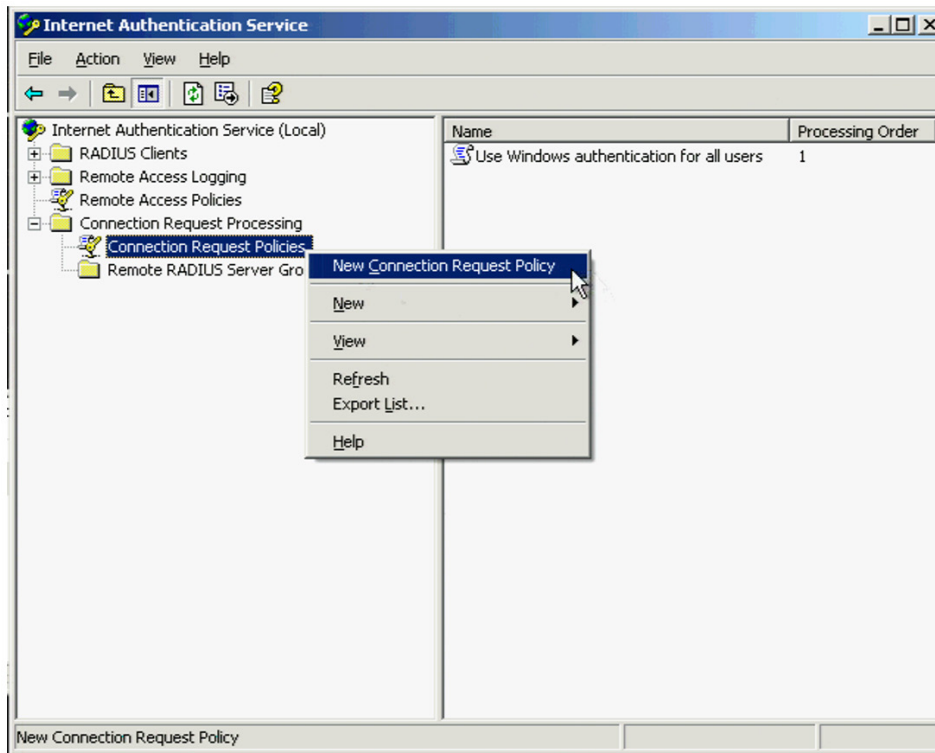 Internet Authentication Service
File Action View Help
Internet Authentication Service (Local)
RADIUS Clients
Remote Access Logging
Remote Access Policies
Connection Request Processing
Connection Request Policies
Remote RADIUS Server Gro
Name Processing Order
Use Windows authentication for all users 1
New Connection Request Policy
New
View
Refresh
Export List...
Help
New Connection Request Policy